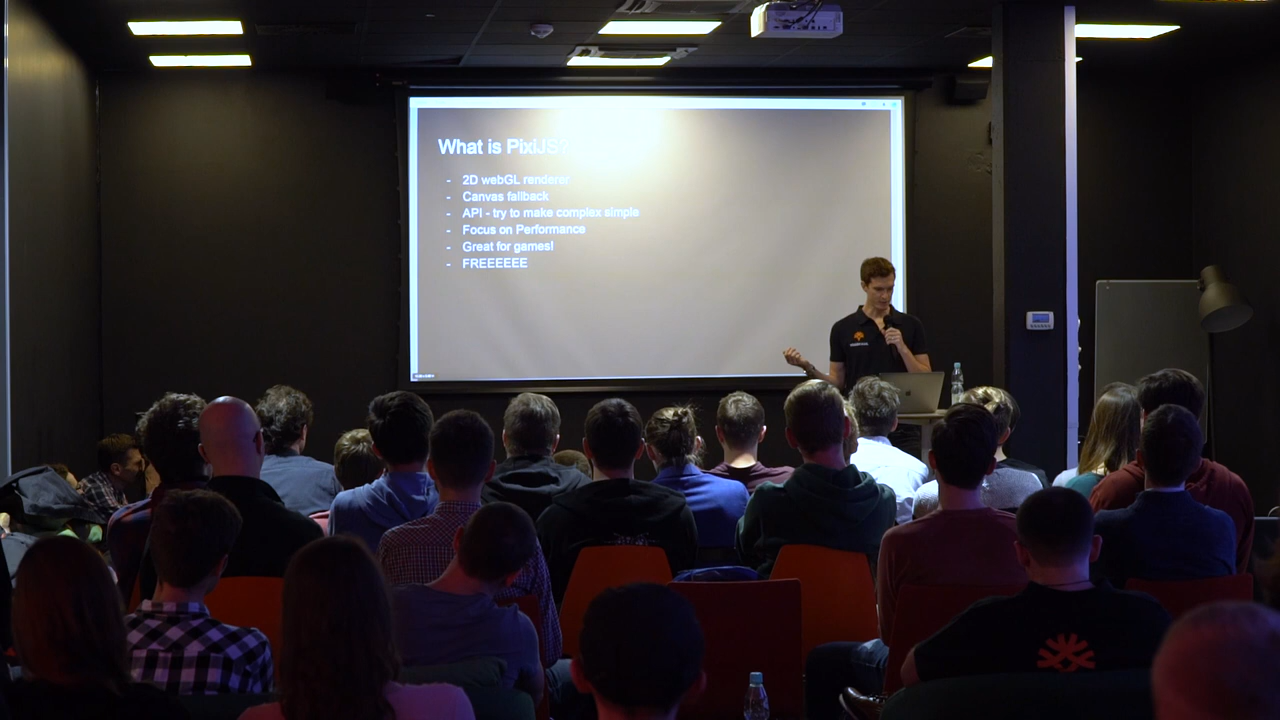 What is PixiJS?
- 2D webGL renderer
- Canvas fallback
- API - try to make complax simple
- Focus on Performance
- Great for games!
- FREEEEEE